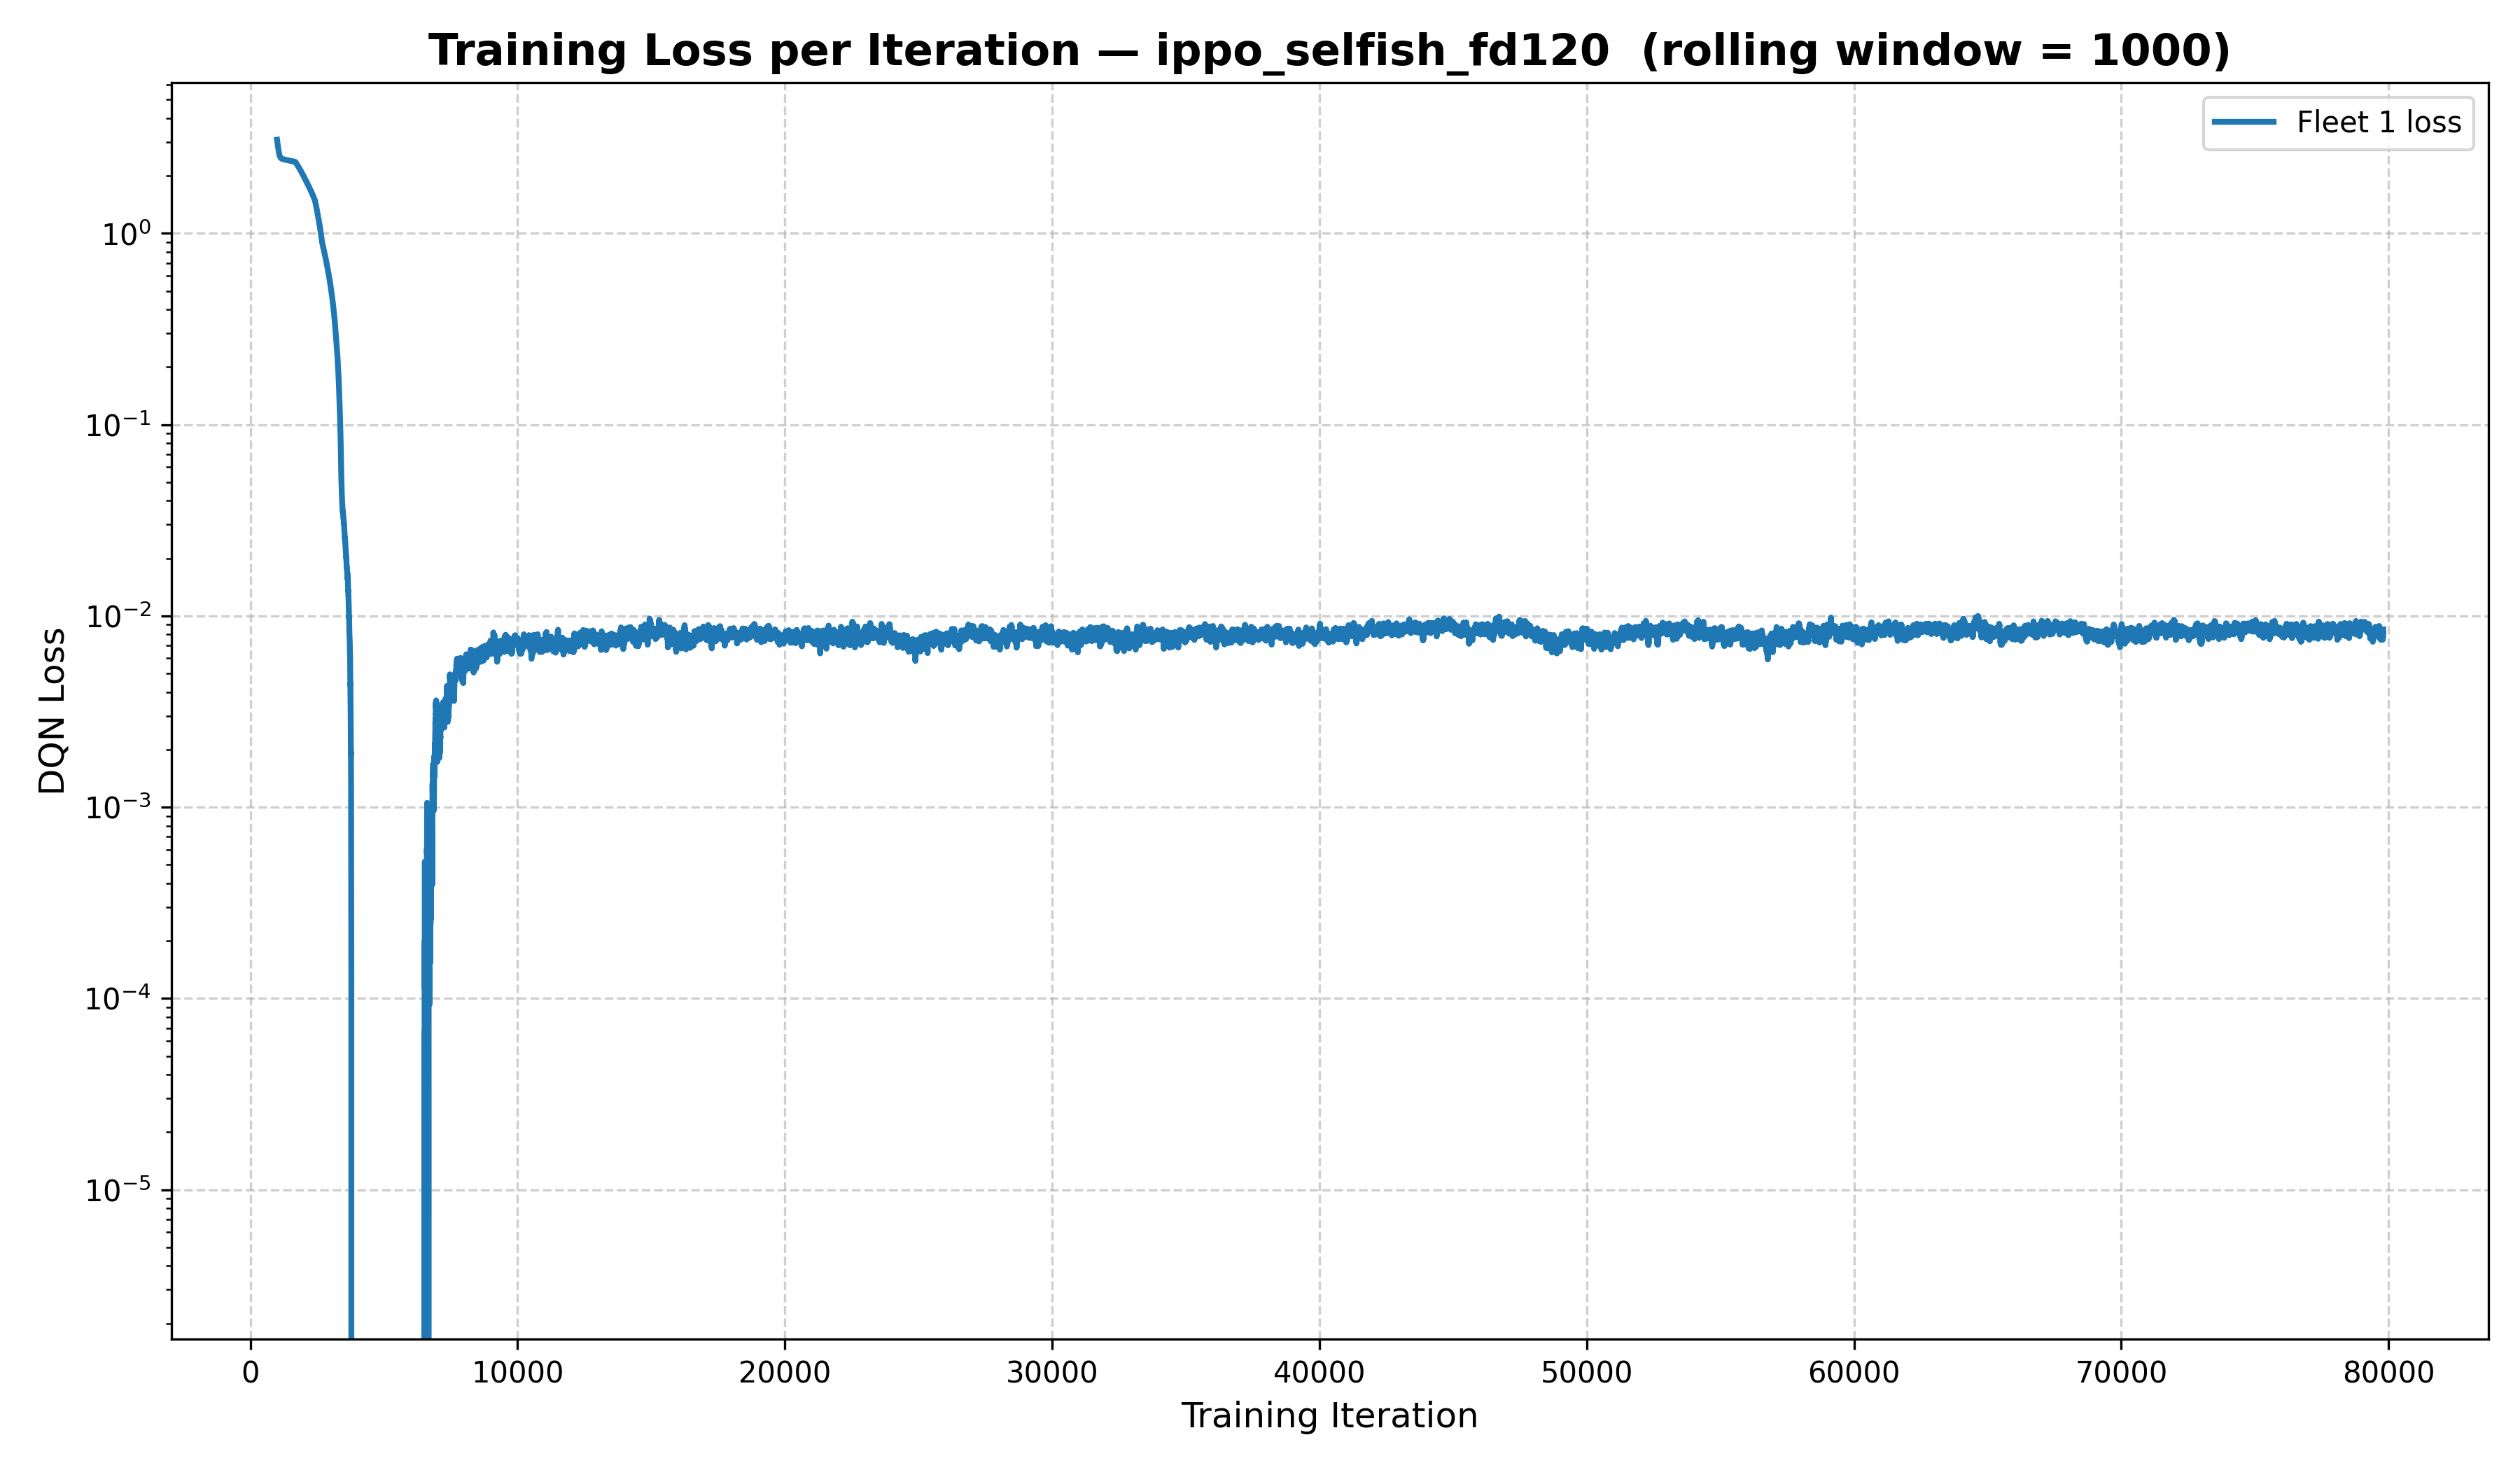 Training Loss per Iteration — ippo_selfish_fd120  (rolling window = 1000)
Fleet 1 loss
DQN Loss
10⁰
10⁻¹
10⁻²
10⁻³
10⁻⁴
10⁻⁵
0 10000 20000 30000 40000 50000 60000 70000 80000
Training Iteration